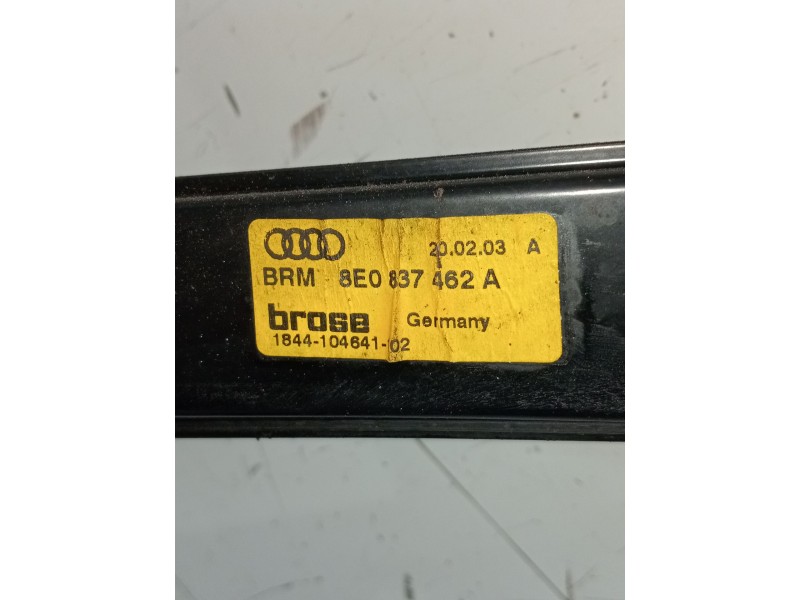 20.02.03 A
BRM 8E0 837 462 A
brose Germany
1844-104641-02